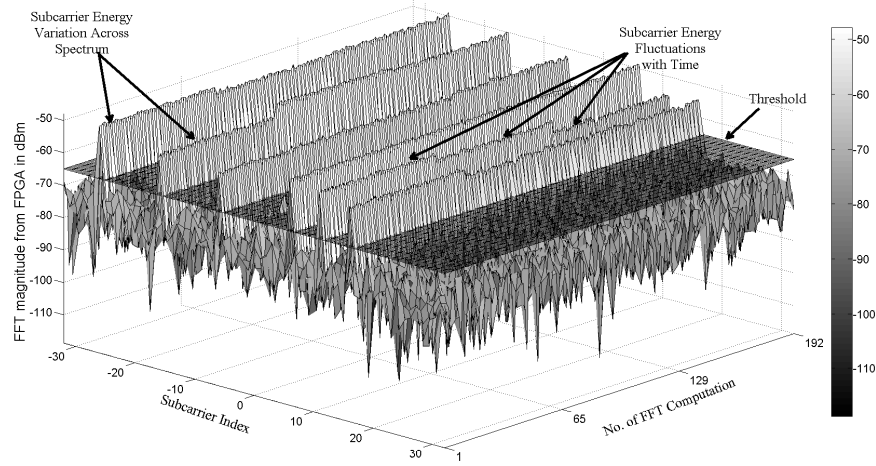 Subcarrier Energy
Variation Across
Spectrum
Subcarrier Energy
Fluctuations
with Time
Threshold
FFT magnitude from FPGA in dBm
-50
-60
-70
-80
-90
-100
-110
-30
-20
-10
0
10
20
30
Subcarrier Index
1
65
129
192
No. of FFT Computation
-50
-60
-70
-80
-90
-100
-110